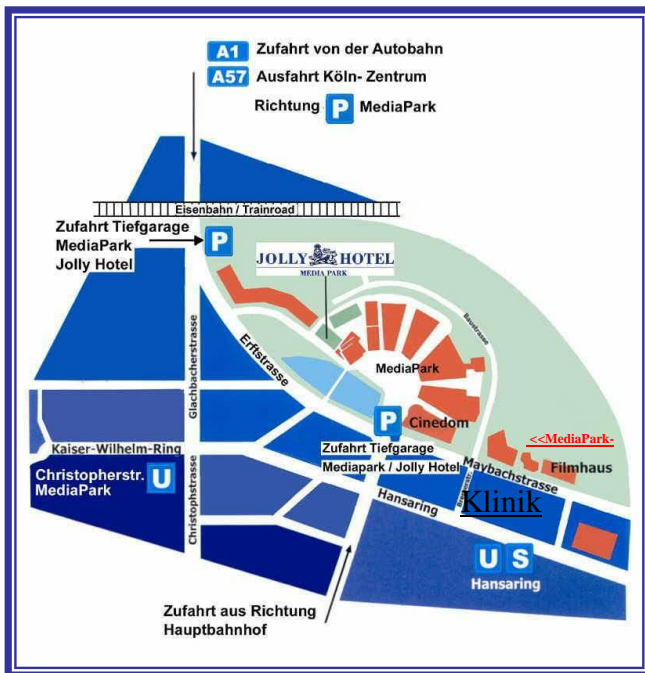 A1 Zufahrt von der Autobahn
A57 Ausfahrt Köln- Zentrum
Richtung P MediaPark
Eisenbahn / Trainroad
Zufahrt Tiefgarage
MediaPark
Jolly Hotel
P
JOLLY HOTEL
MEDIA PARK
Baustrasse
Glachbacherstrasse
Erftstrasse
MediaPark
P
Cinedom
<<MediaPark-
Filmhaus
Zufahrt Tiefgarage
Mediapark / Jolly Hotel
Maybachstrasse
Kaiser-Wilhelm-Ring
Christopherstr.
MediaPark
U
Christophstrasse
Hansaring
Klinik
U S
Hansaring
Zufahrt aus Richtung
Hauptbahnhof